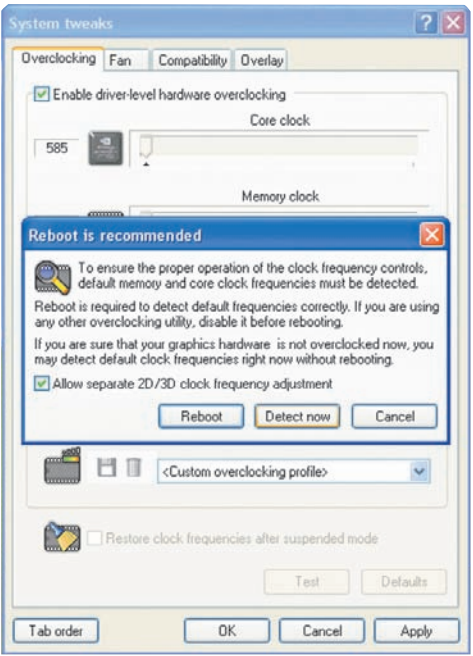 System tweaks
Overclocking Fan Compatibility Overlay
Enable driver-level hardware overclocking
Core clock
585
Memory clock
Reboot is recommended
To ensure the proper operation of the clock frequency controls,
default memory and core clock frequencies must be detected.
Reboot is required to detect default frequencies correctly. If you are using
any other overclocking utility, disable it before rebooting.
If you are sure that your graphics hardware is not overclocked now, you
may detect default clock frequencies right now without rebooting.
Allow separate 2D/3D clock frequency adjustment
Reboot Detect now Cancel
<Custom overclocking profile>
Restore clock frequencies after suspended mode
Test Defaults
Tab order OK Cancel Apply